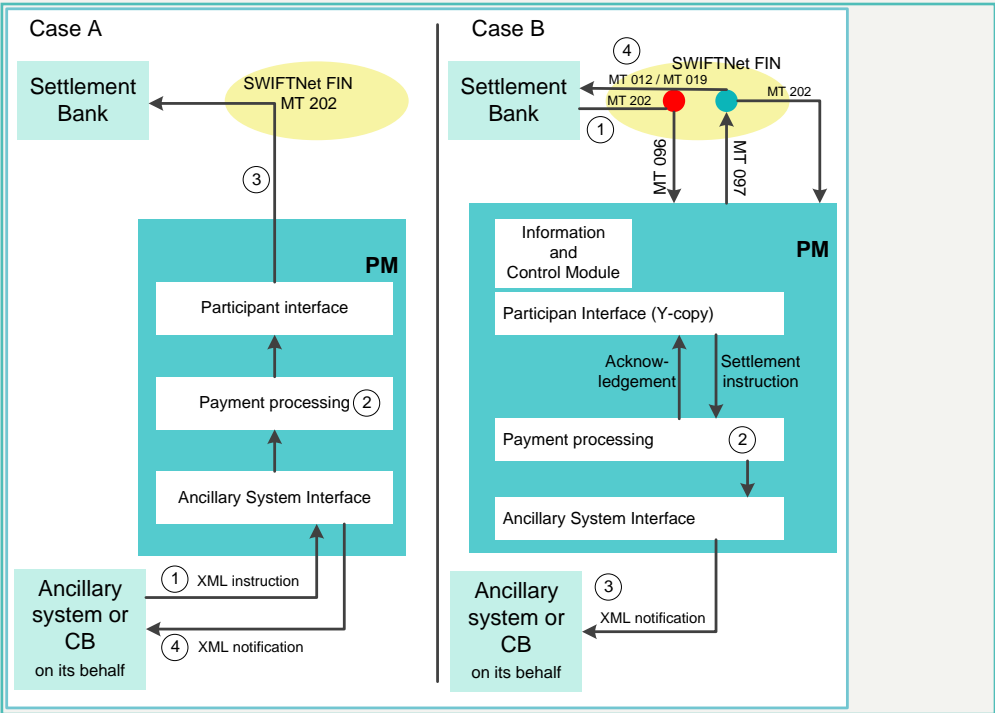 Case A
Settlement
Bank
SWIFTNet FIN
MT 202
3
PM
Participant interface
Payment processing 2
Ancillary System Interface
1 XML instruction
Ancillary
system or
CB
on its behalf
4 XML notification
Case B
4
SWIFTNet FIN
Settlement
Bank
MT 012 / MT 019
MT 202
MT 202
1
MT 096
MT 097
Information
and
Control Module
PM
Participan Interface (Y-copy)
Acknow-
ledgement
Settlement
instruction
Payment processing 2
Ancillary System Interface
3
XML notification
Ancillary
system or
CB
on its behalf